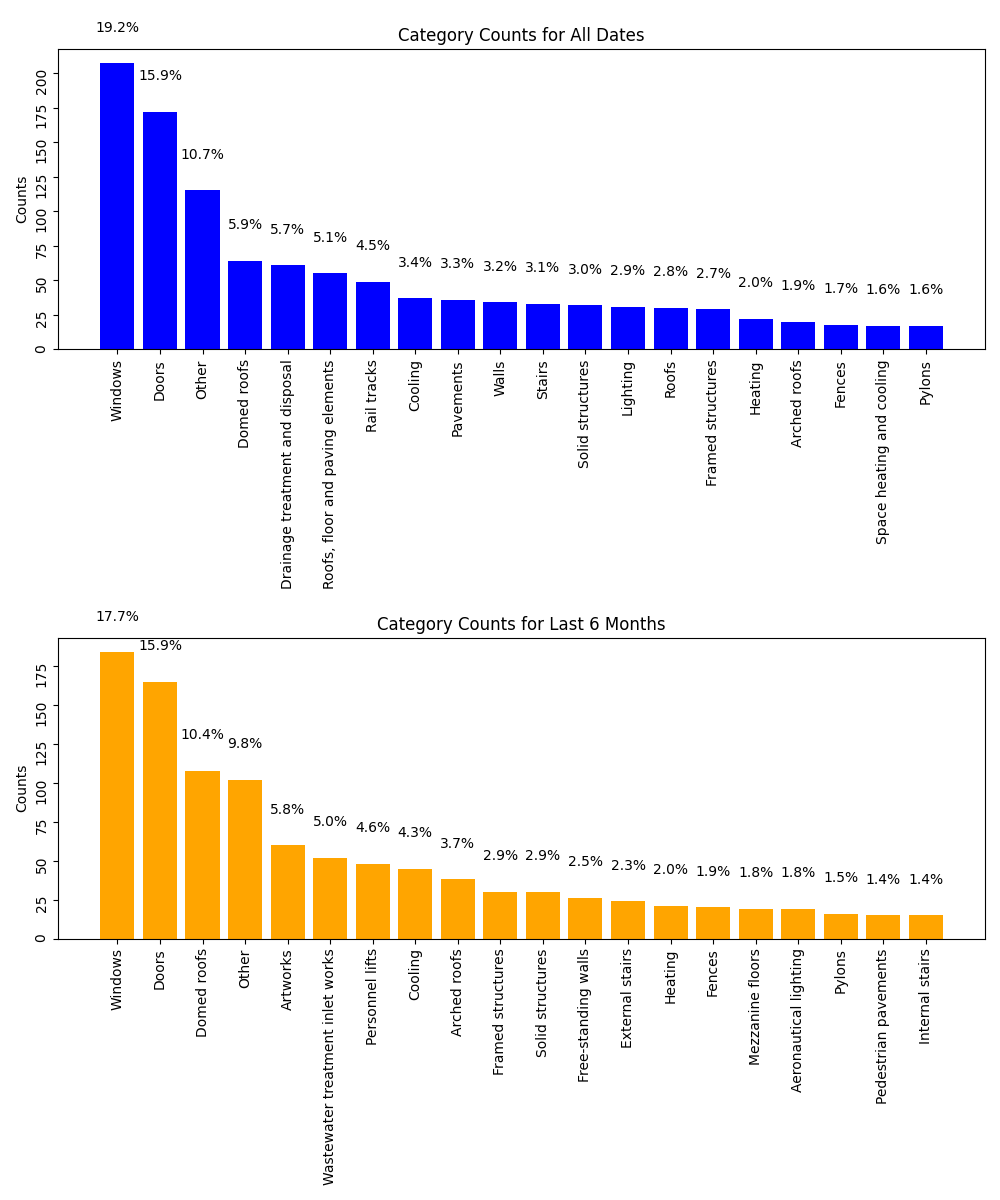 19.2%
Category Counts for All Dates
15.9%
10.7%
5.9% 5.7% 5.1% 4.5% 3.4% 3.3% 3.2% 3.1% 3.0% 2.9% 2.8% 2.7% 2.0% 1.9% 1.7% 1.6% 1.6%
Counts
200
175
150
125
100
75
50
25
0
Windows
Doors
Other
Domed roofs
Drainage treatment and disposal
Roofs, floor and paving elements
Rail tracks
Cooling
Pavements
Walls
Stairs
Solid structures
Lighting
Roofs
Framed structures
Heating
Arched roofs
Fences
Space heating and cooling
Pylons
17.7%
Category Counts for Last 6 Months
15.9%
10.4% 9.8%
5.8% 5.0% 4.6% 4.3% 3.7% 2.9% 2.9% 2.5% 2.3% 2.0% 1.9% 1.8% 1.8% 1.5% 1.4% 1.4%
Counts
175
150
125
100
75
50
25
0
Windows
Doors
Domed roofs
Other
Artworks
Wastewater treatment inlet works
Personnel lifts
Cooling
Arched roofs
Framed structures
Solid structures
Free-standing walls
External stairs
Heating
Fences
Mezzanine floors
Aeronautical lighting
Pylons
Pedestrian pavements
Internal stairs